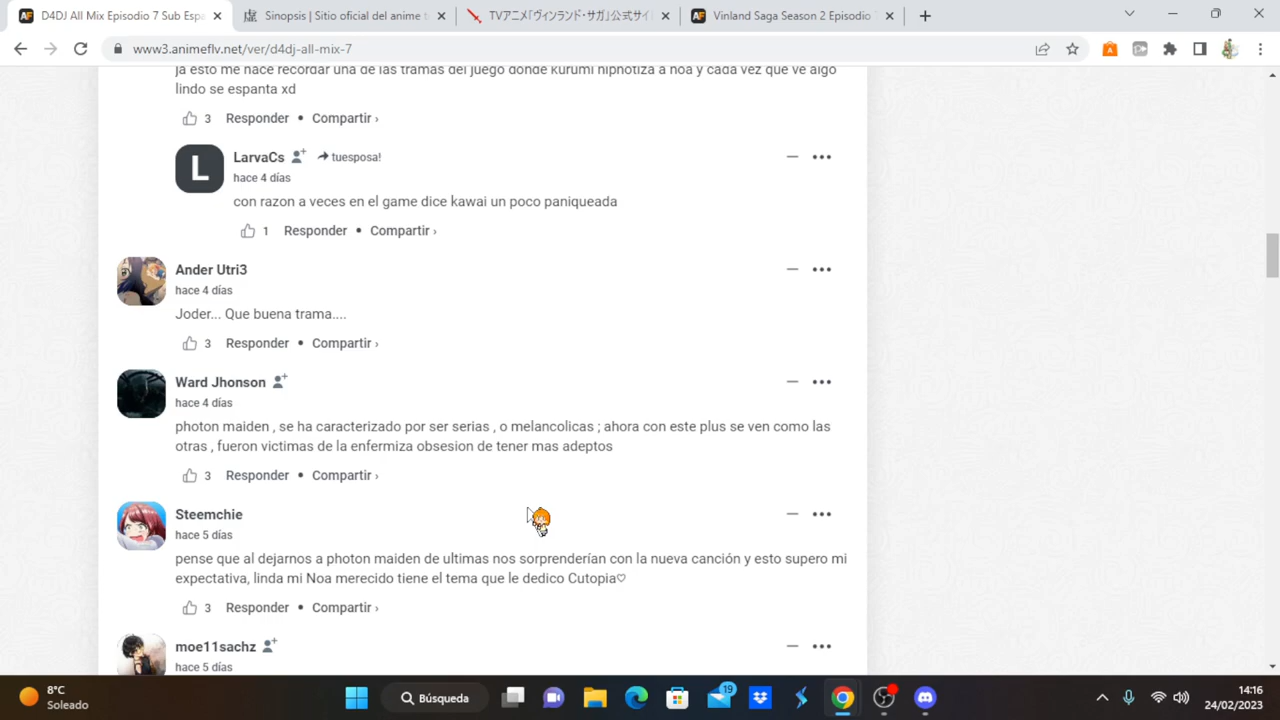 D4DJ All Mix Episodio 7 Sub Espa
Sinopsis | Sitio oficial del anime t
TVアニメ「ヴィンランド・サガ」公式サイ
Vinland Saga Season 2 Episodio
www3.animeflv.net/ver/d4dj-all-mix-7
ja esto me hace recordar una de las tramas del juego donde kurumi hipnotiza a noa y cada vez que ve algo
lindo se espanta xd
3 Responder • Compartir ›
L
LarvaCs tuesposa!
hace 4 días
con razon a veces en el game dice kawai un poco paniqueada
1 Responder • Compartir ›
Ander Utri3
hace 4 días
Joder... Que buena trama....
3 Responder • Compartir ›
Ward Jhonson
hace 4 días
photon maiden , se ha caracterizado por ser serias , o melancolicas ; ahora con este plus se ven como las
otras , fueron victimas de la enfermiza obsesion de tener mas adeptos
3 Responder • Compartir ›
Steemchie
hace 5 días
pense que al dejarnos a photon maiden de ultimas nos sorprenderían con la nueva canción y esto supero mi
expectativa, linda mi Noa merecido tiene el tema que le dedico Cutopia♡
3 Responder • Compartir ›
moe11sachz
hace 5 días
8°C
Soleado
Búsqueda
19
14:16
24/02/2023